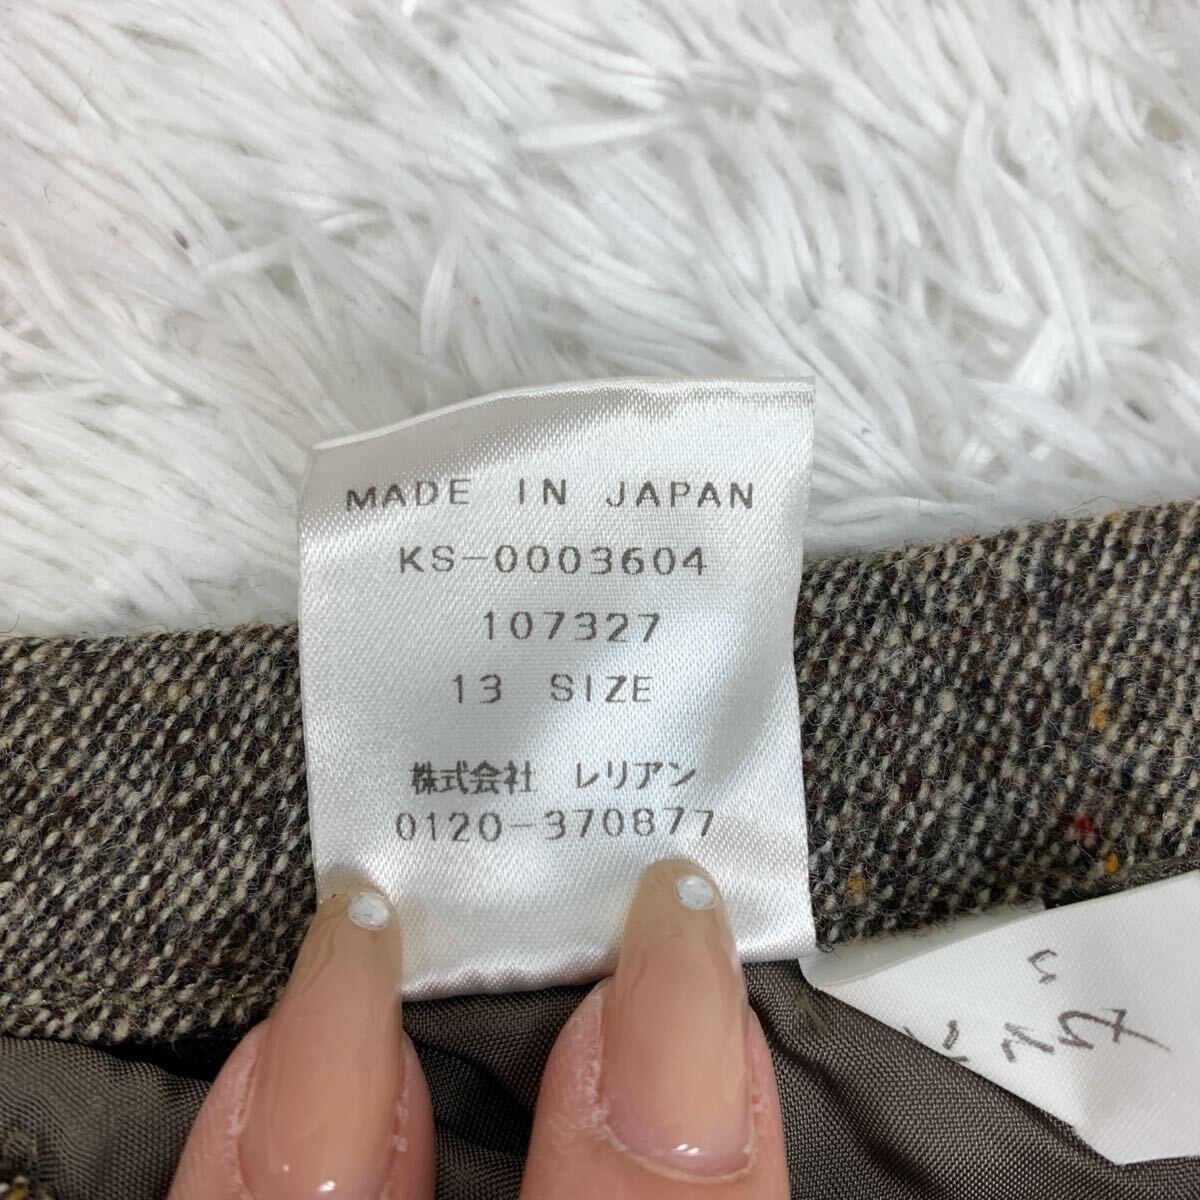 MADE IN JAPAN
KS-0003604
107327
13 SIZE
株式会社 レリアン
0120-370877